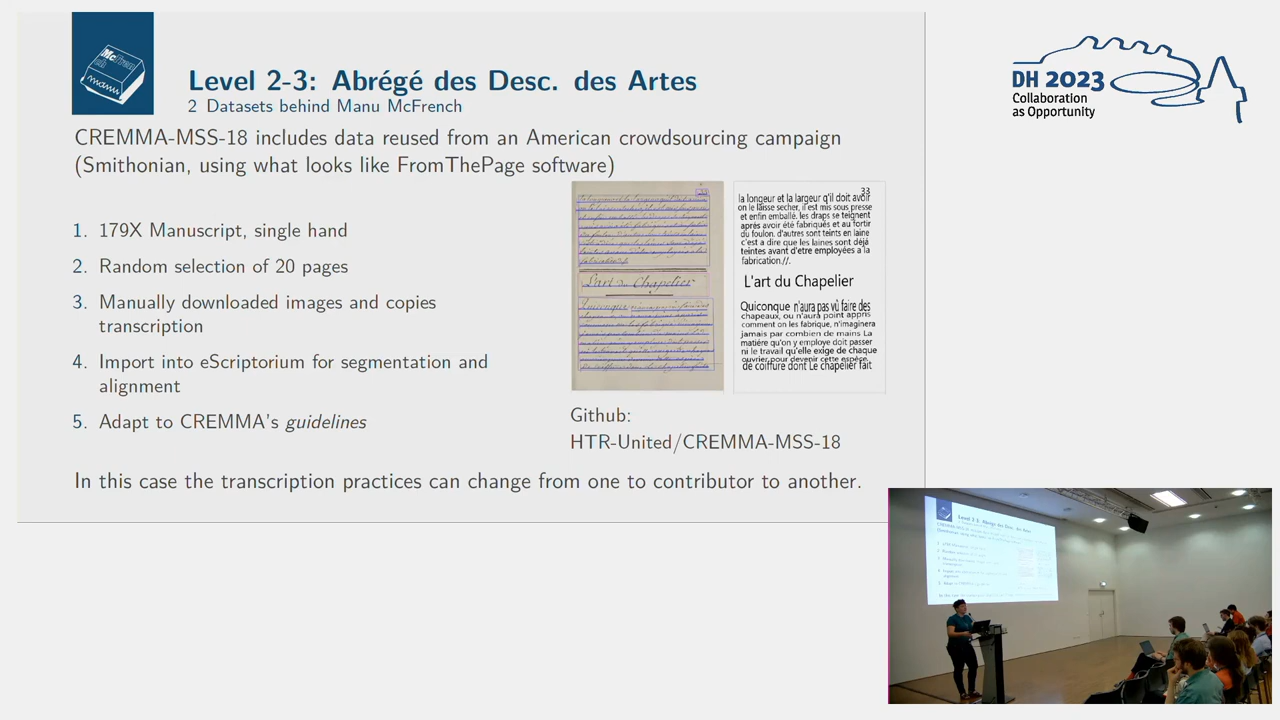 Level 2-3: Abrégé des Desc. des Artes
2 Datasets behind Manu McFrench
CREMMA-MSS-18 includes data reused from an American crowdsourcing campaign
(Smithonian, using what looks like FromThePage software)
1. 179X Manuscript, single hand
2. Random selection of 20 pages
3. Manually downloaded images and copies
transcription
4. Import into eScriptorium for segmentation and
alignment
5. Adapt to CREMMA's guidelines
L'art du Chapelier
33
la longeur et la largeur q'il doit avoir
on le laisse secher, il est mis sous presse
et enfin emballé. les draps se teignent
après avoir été fabriqués et au fortir
du foulon. d'autres sont teints en laine
c'est a dire que les laines sont déjà
teintes avant d'etre employées a la
fabrication.//.
L'art du Chapelier
Quiconque n'aura pas vû faire des
chapeaux, ou n'aura point appris
comment on les fabrique, n'imaginera
jamais par combien de mains La
matiére qu'on y employe doit passer
ni le travail qu'elle exige de chaque
ouvrier pour devenir cette espéce
de coiffure dont Le chapelier fait
Github:
HTR-United/CREMMA-MSS-18
In this case the transcription practices can change from one to contributor to another.
DH 2023
Collaboration
as Opportunity